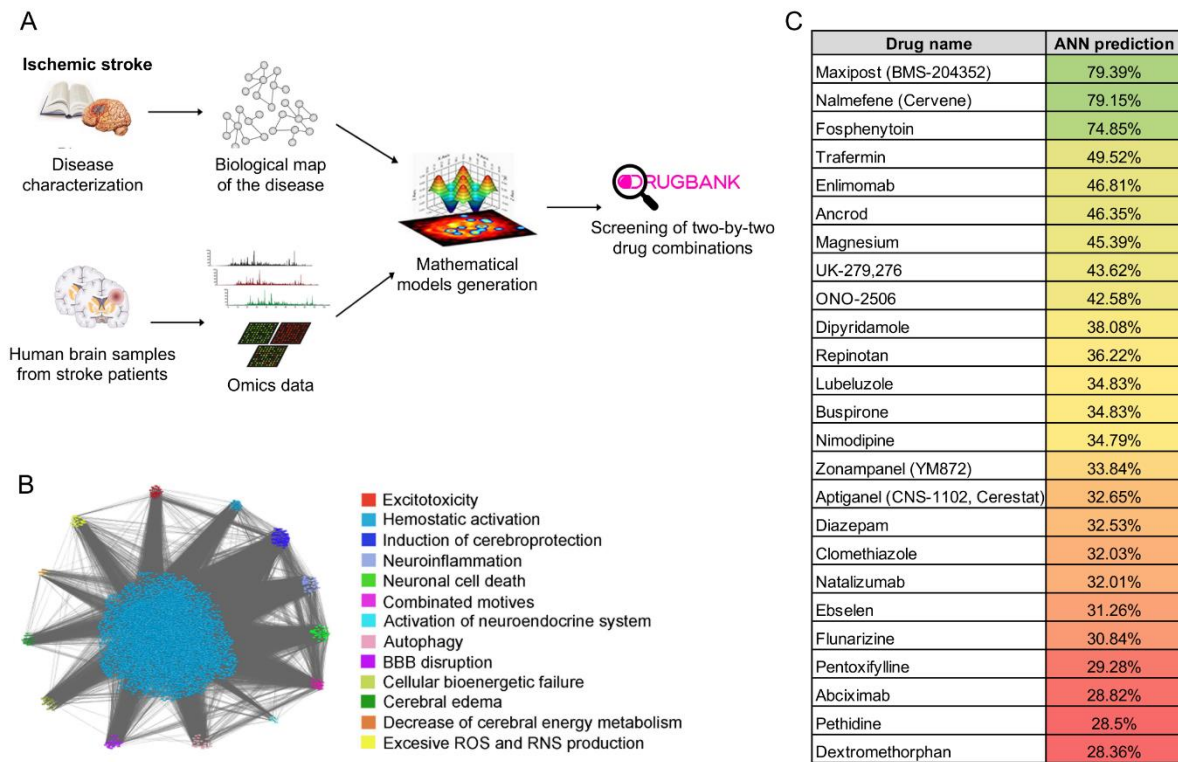 A
Ischemic stroke
Disease
characterization
Biological map
of the disease
Human brain samples
from stroke patients
Omics data
Mathematical
models generation
DRUGBANK
Screening of two-by-two
drug combinations
B
Excitotoxicity
Hemostatic activation
Induction of cerebroprotection
Neuroinflammation
Neuronal cell death
Combinated motives
Activation of neuroendocrine system
Autophagy
BBB disruption
Cellular bioenergetic failure
Cerebral edema
Decrease of cerebral energy metabolism
Excesive ROS and RNS production
C
Drug name ANN prediction
Maxipost (BMS-204352) 79.39%
Nalmefene (Cervene) 79.15%
Fosphenytoin 74.85%
Trafermin 49.52%
Enlimomab 46.81%
Ancrod 46.35%
Magnesium 45.39%
UK-279,276 43.62%
ONO-2506 42.58%
Dipyridamole 38.08%
Repinotan 36.22%
Lubeluzole 34.83%
Buspirone 34.83%
Nimodipine 34.79%
Zonampanel (YM872) 33.84%
Aptiganel (CNS-1102, Cerestat) 32.65%
Diazepam 32.53%
Clomethiazole 32.03%
Natalizumab 32.01%
Ebselen 31.26%
Flunarizine 30.84%
Pentoxifylline 29.28%
Abciximab 28.82%
Pethidine 28.5%
Dextromethorphan 28.36%